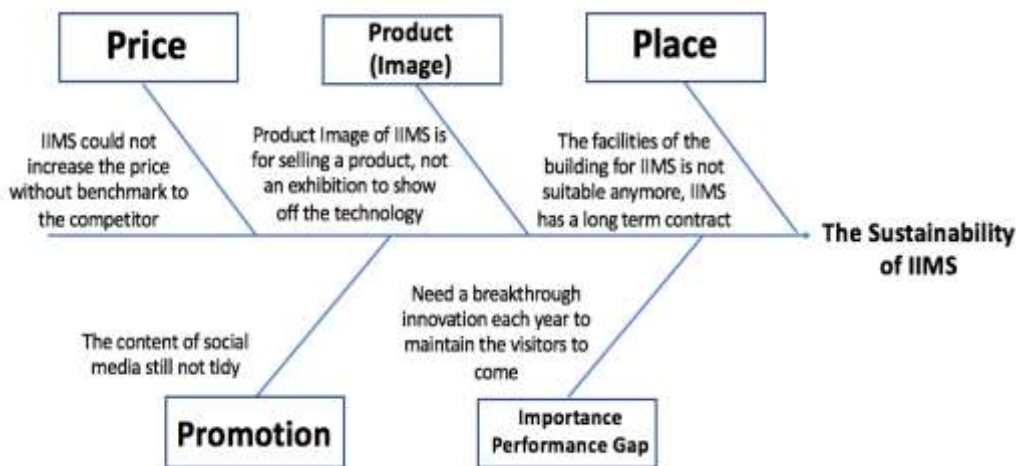 Price
Product
(Image)
Place
IIMS could not
increase the price
without benchmark to
the competitor
Product Image of IIMS is
for selling a product, not
an exhibition to show
off the technology
The facilities of the
building for IIMS is not
suitable anymore, IIMS
has a long term contract
The Sustainability
of IIMS
The content of social
media still not tidy
Need a breakthrough
innovation each year to
maintain the visitors to
come
Promotion
Importance
Performance Gap